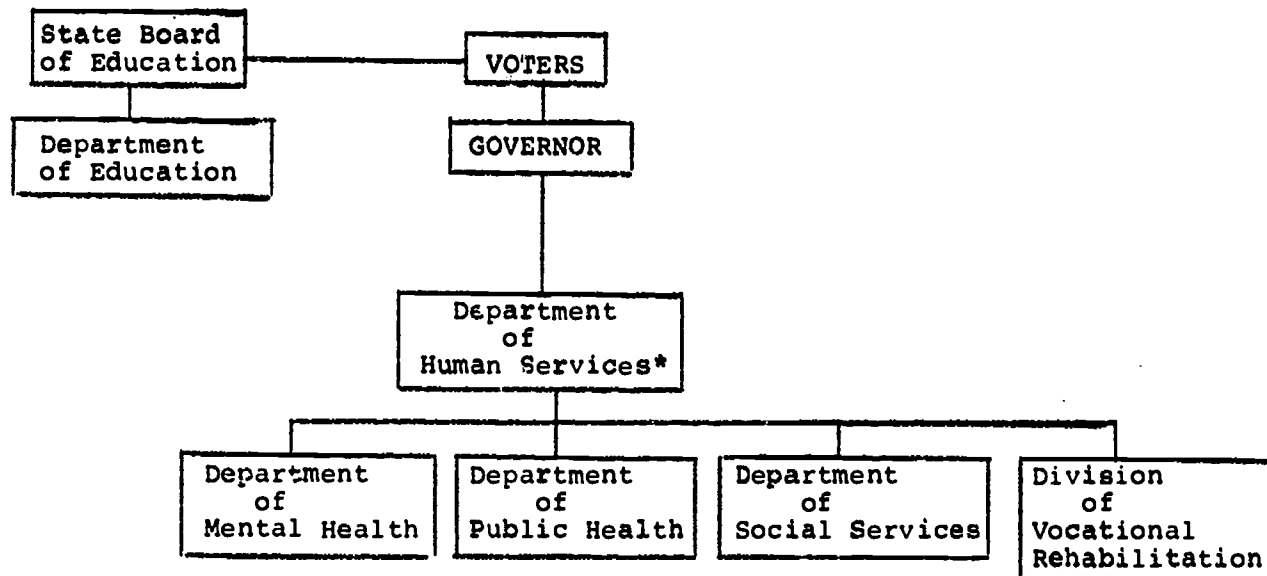 State Board
of Education
VOTERS
Department
of Education
GOVERNOR
Department
of
Human Services*
Department
of
Mental Health
Department
of
Public Health
Department
of
Social Services
Division
of
Vocational
Rehabilitation